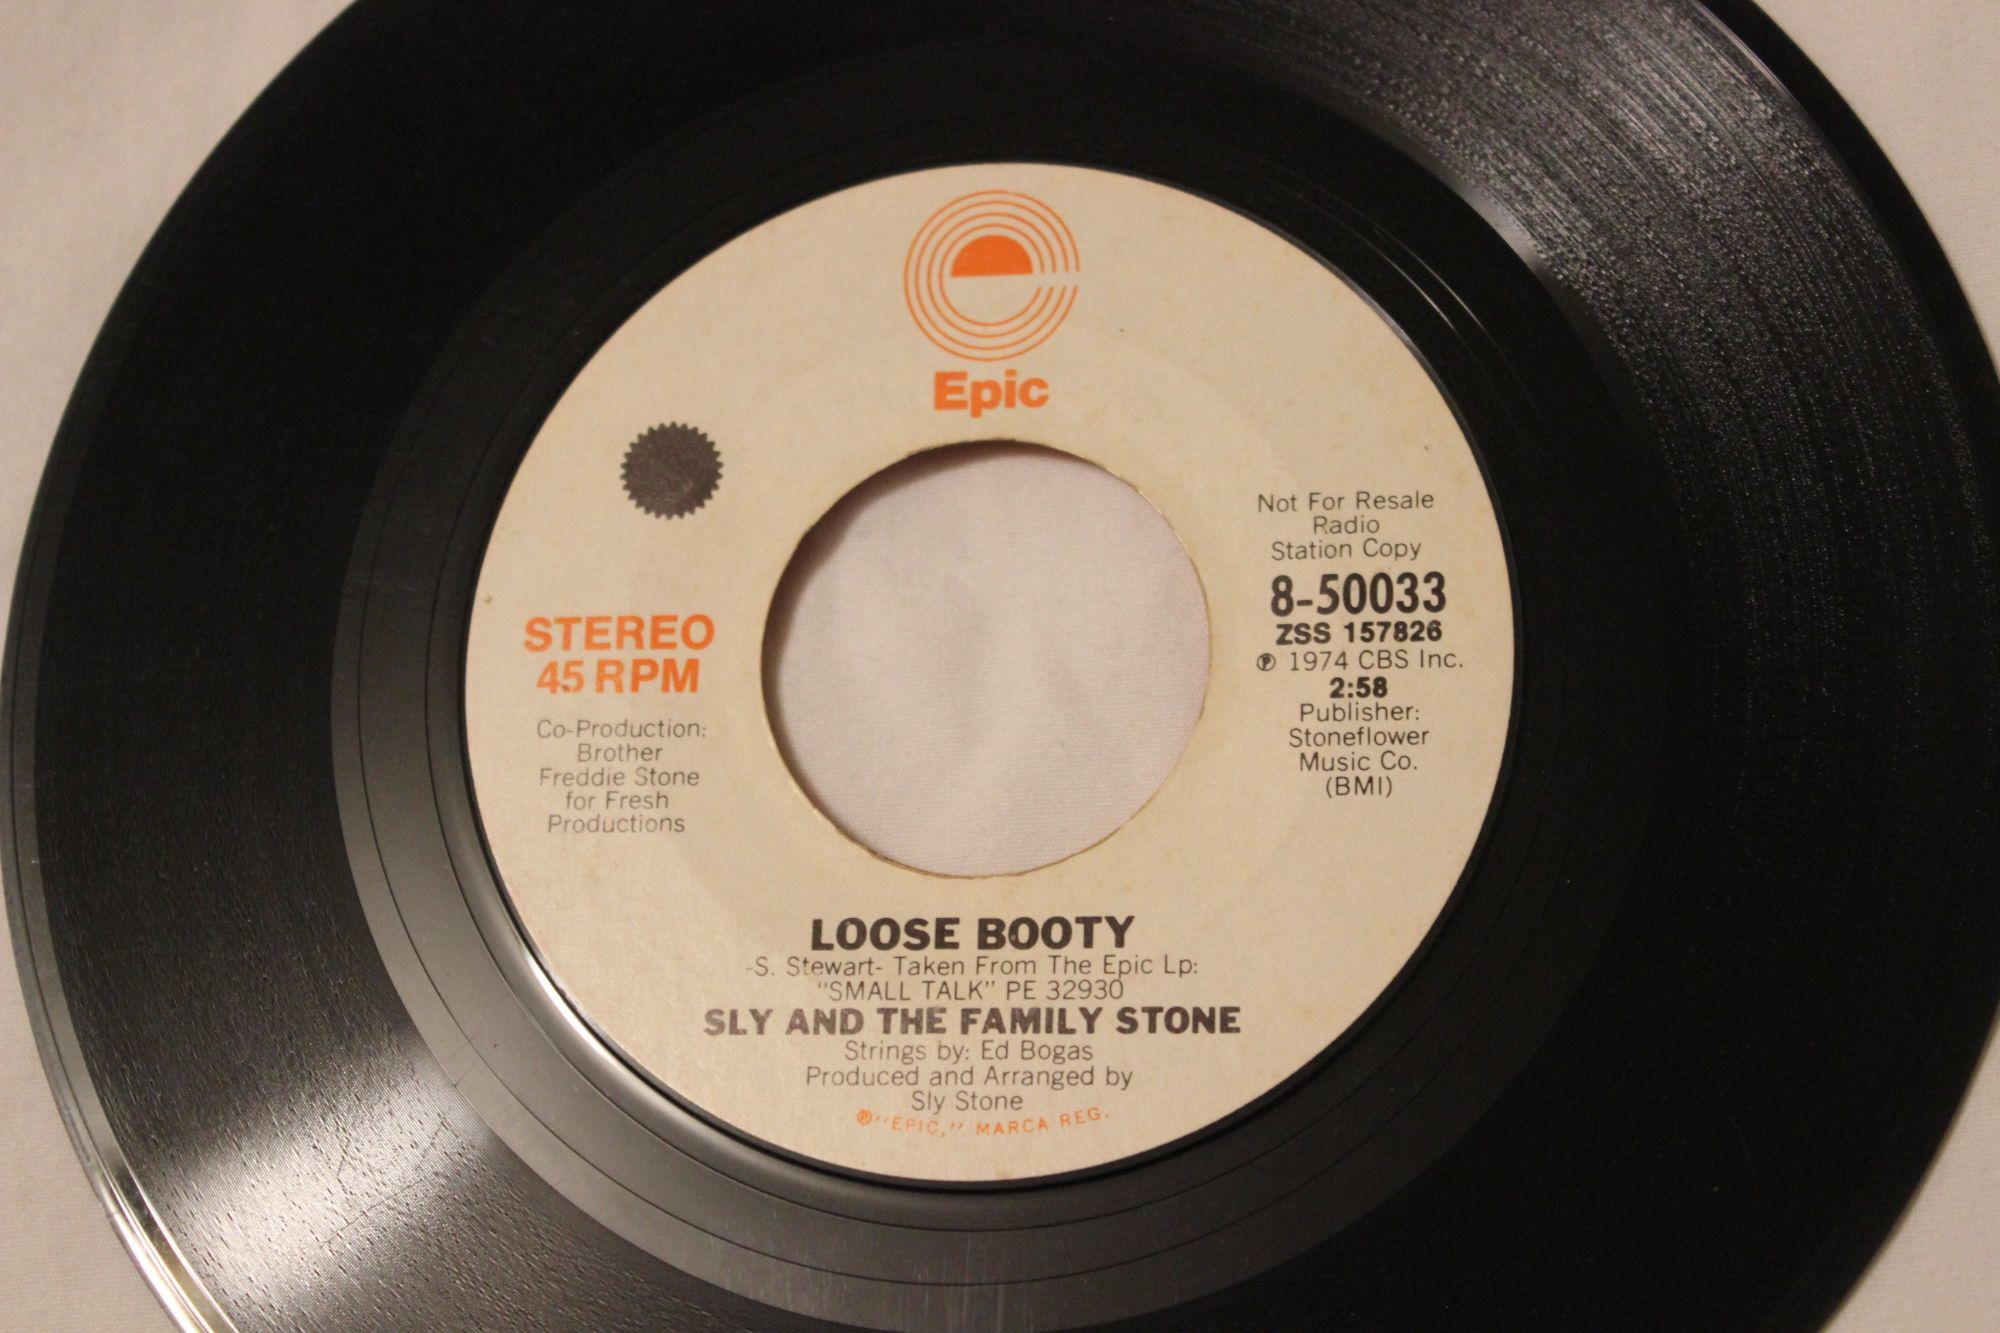 Epic
STEREO
45 RPM
Co-Production:
Brother
Freddie Stone
for Fresh
Productions
Not For Resale
Radio
Station Copy
8-50033
ZSS 157826
℗ 1974 CBS Inc.
2:58
Publisher:
Stoneflower
Music Co.
(BMI)
LOOSE BOOTY
-S. Stewart- Taken From The Epic Lp:
"SMALL TALK" PE 32930
SLY AND THE FAMILY STONE
Strings by: Ed Bogas
Produced and Arranged by
Sly Stone
®"EPIC," MARCA REG.